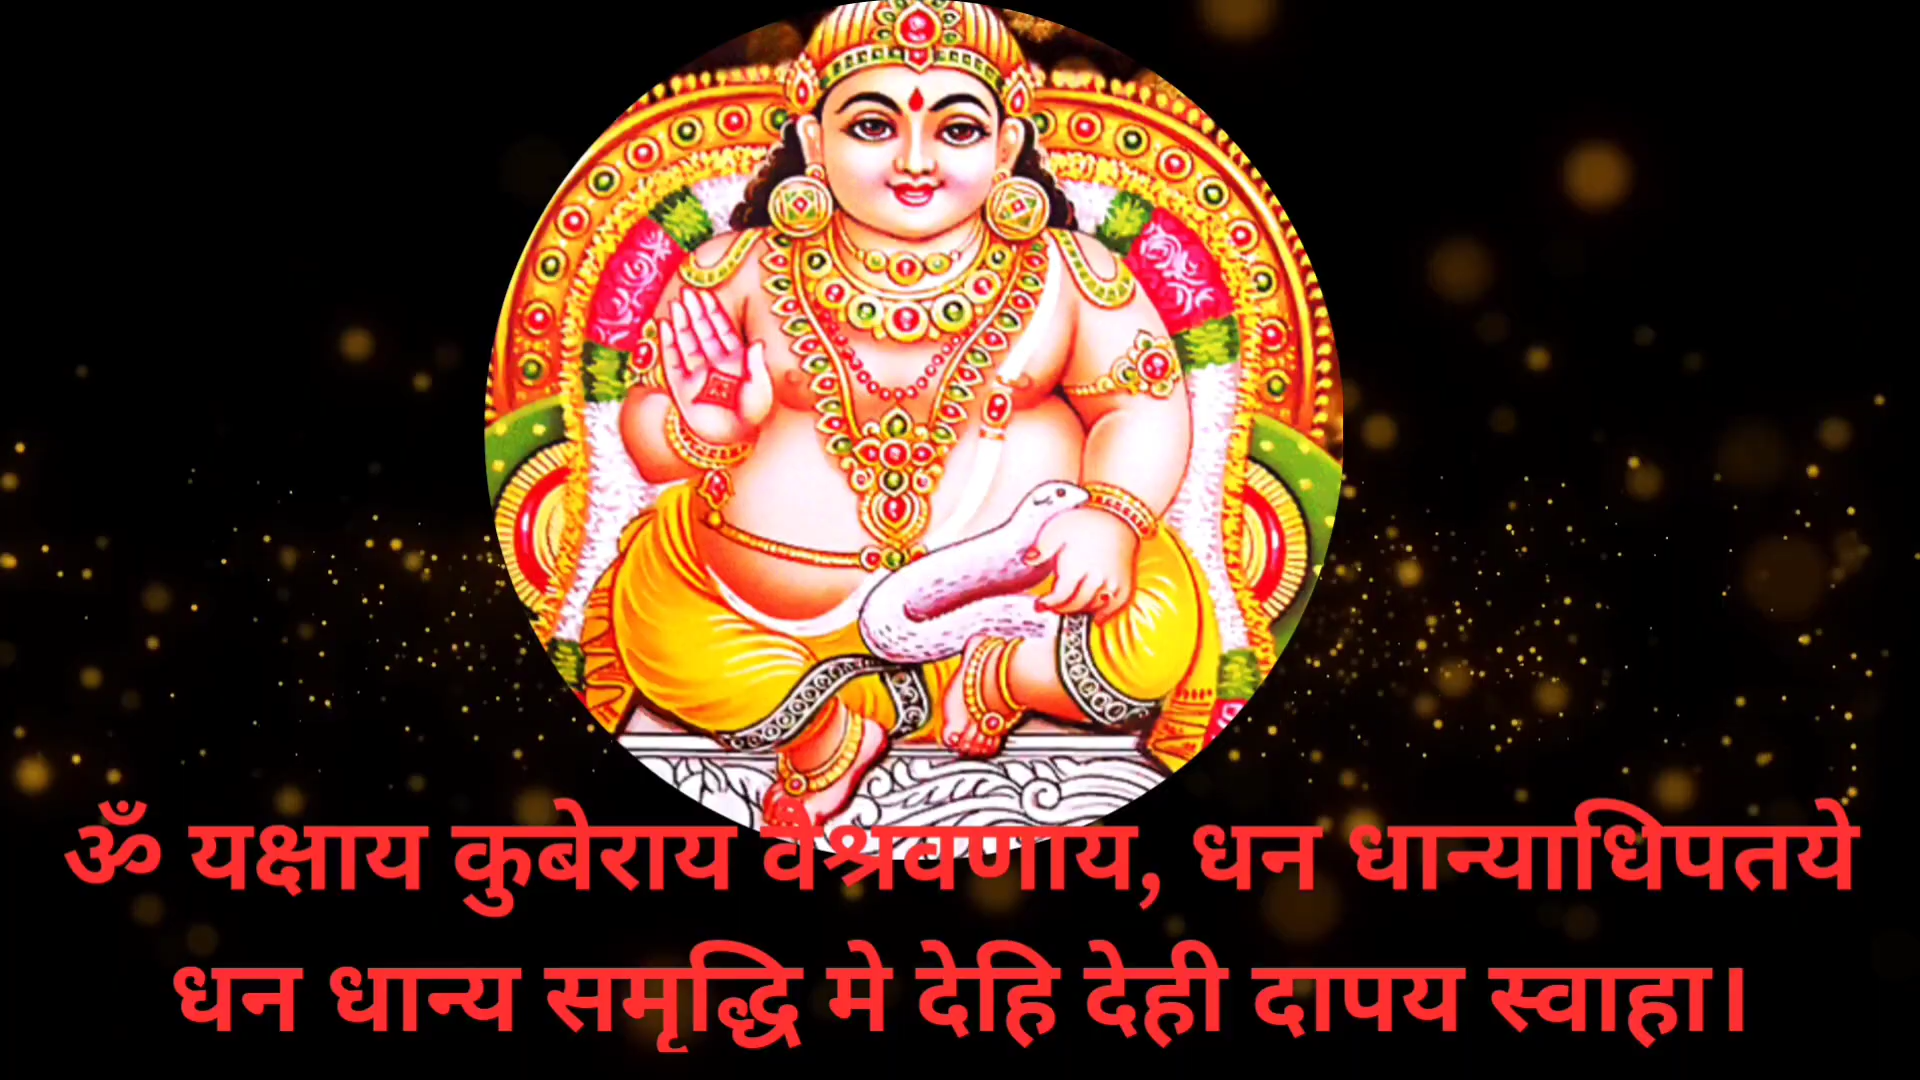 ॐ यक्षाय कुबेराय वैश्रवणाय, धन धान्याधिपतये
धन धान्य समृद्धि मे देहि देही दापय स्वाहा।